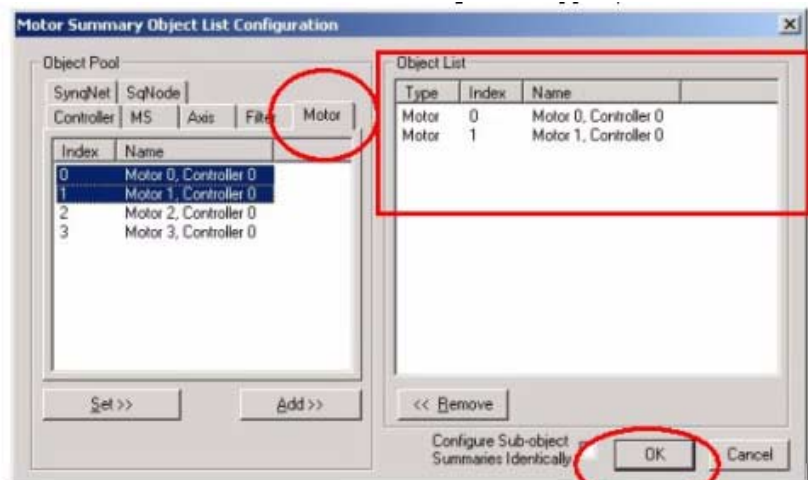 Motor Summary Object List Configuration
Object Pool
SynqNet SqNode
Controller MS Axis Filter Motor
Index Name
0 Motor 0, Controller 0
1 Motor 1, Controller 0
2 Motor 2, Controller 0
3 Motor 3, Controller 0
Set >>
Add >>
Object List
Type Index Name
Motor 0 Motor 0, Controller 0
Motor 1 Motor 1, Controller 0
<< Remove
Configure Sub-object
Summaries Identically
OK
Cancel